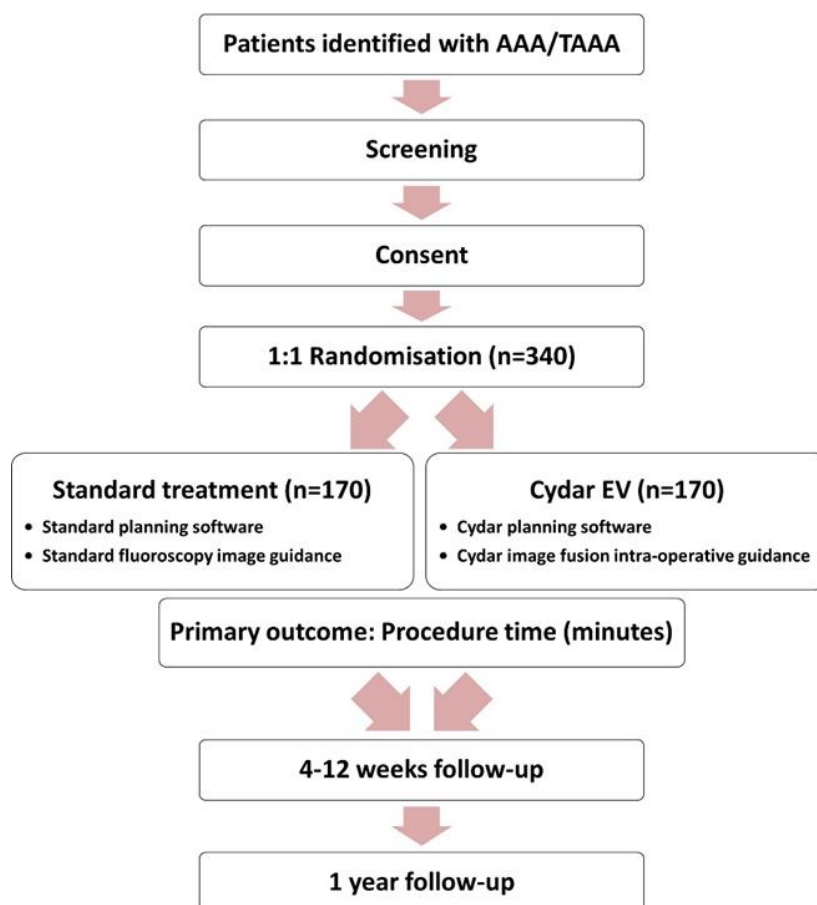 Patients identified with AAA/TAAA
Screening
Consent
1:1 Randomisation (n=340)
Standard treatment (n=170)
• Standard planning software
• Standard fluoroscopy image guidance
Cydar EV (n=170)
• Cydar planning software
• Cydar image fusion intra-operative guidance
Primary outcome: Procedure time (minutes)
4-12 weeks follow-up
1 year follow-up